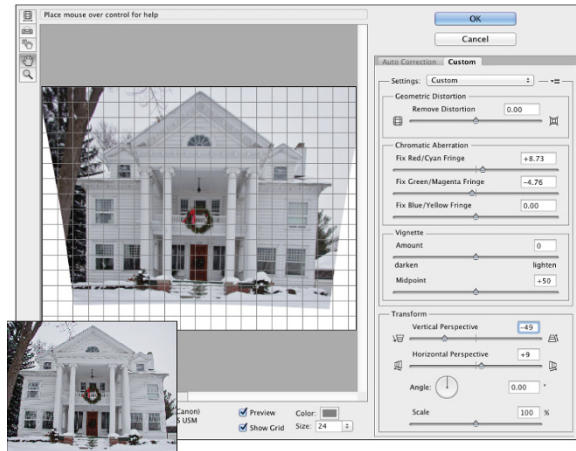 Place mouse over control for help
OK
Cancel
Auto Correction Custom
Settings: Custom
Geometric Distortion
Remove Distortion 0.00
Chromatic Aberration
Fix Red/Cyan Fringe +8.73
Fix Green/Magenta Fringe -4.76
Fix Blue/Yellow Fringe 0.00
Vignette
Amount 0
darken lighten
Midpoint +50
Transform
Vertical Perspective -49
Horizontal Perspective +9
Angle: 0.00 °
Scale 100 %
Canon)
S USM
Preview Color:
Show Grid Size: 24